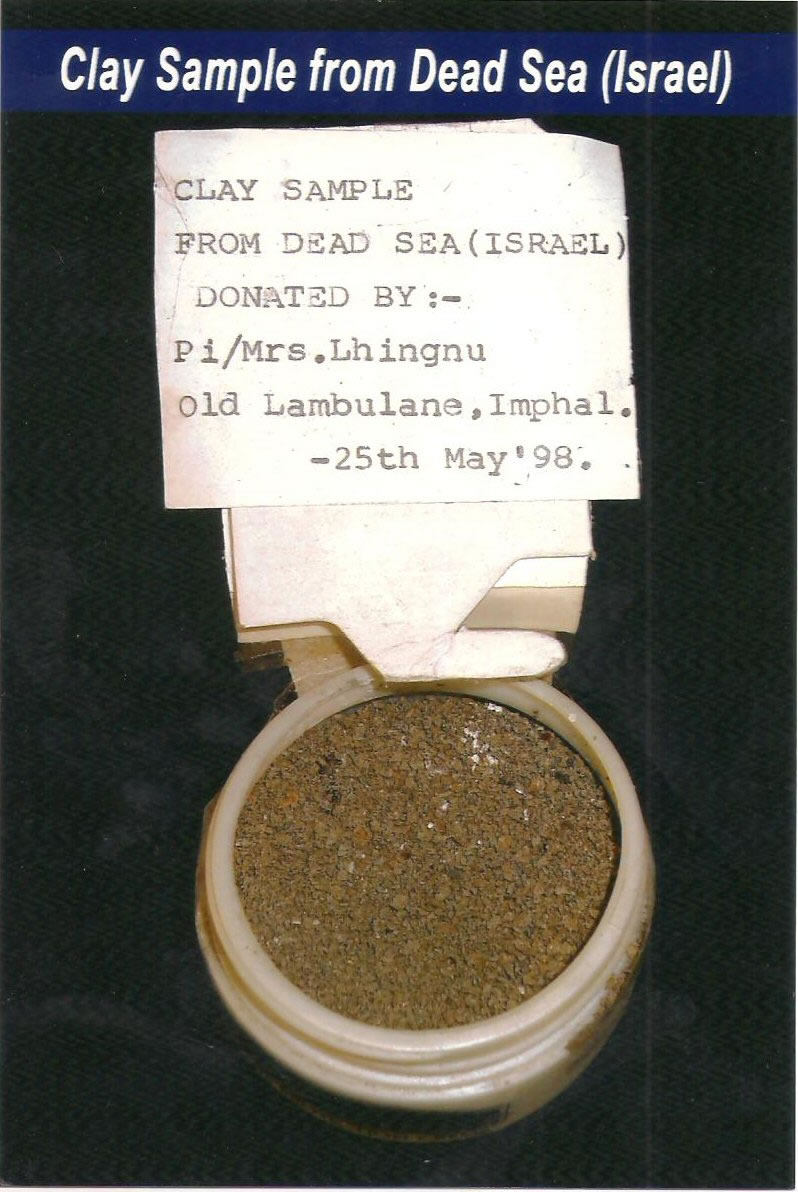 Clay Sample from Dead Sea (Israel)
CLAY SAMPLE
FROM DEAD SEA(ISRAEL)
DONATED BY:-
Pi/Mrs.Lhingnu
Old Lambulane,Imphal.
-25th May'98.